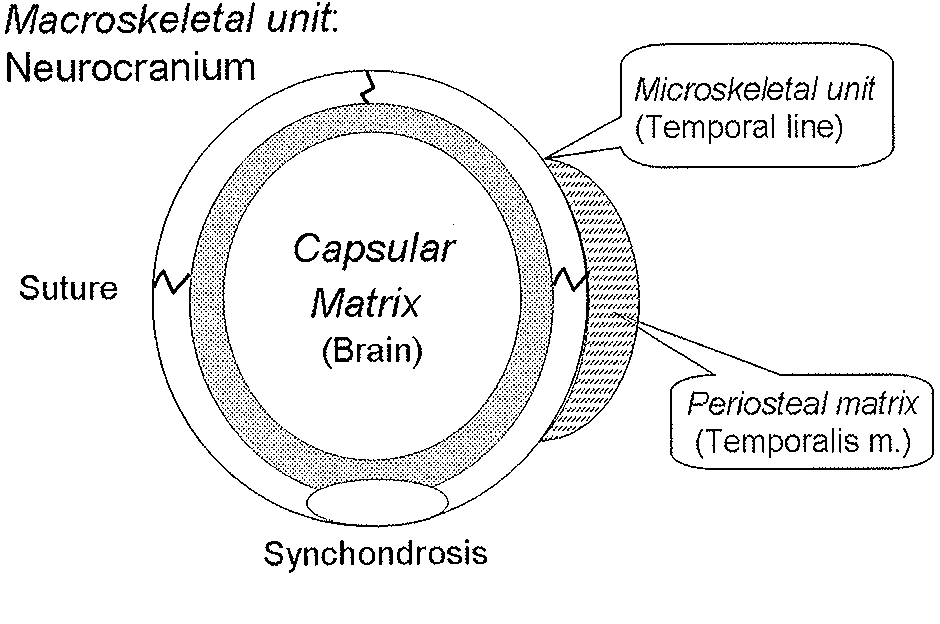 Macroskeletal unit:
Neurocranium
Microskeletal unit
(Temporal line)
Capsular
Matrix
(Brain)
Suture
Periosteal matrix
(Temporalis m.)
Synchondrosis